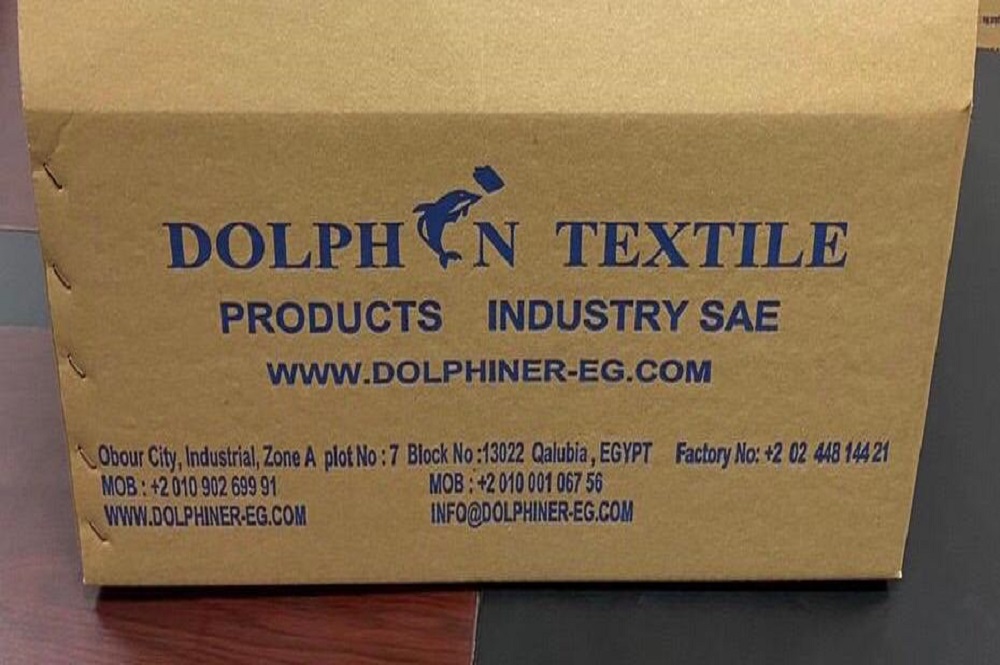 DOLPHIN TEXTILE
PRODUCTS INDUSTRY SAE
WWW.DOLPHINER-EG.COM
Obour City, Industrial, Zone A plot No : 7 Block No :13022 Qalubia , EGYPT Factory No: +2 02 448 144 21
MOB : +2 010 902 699 91 MOB : +2 010 001 067 56
WWW.DOLPHINER-EG.COM INFO@DOLPHINER-EG.COM